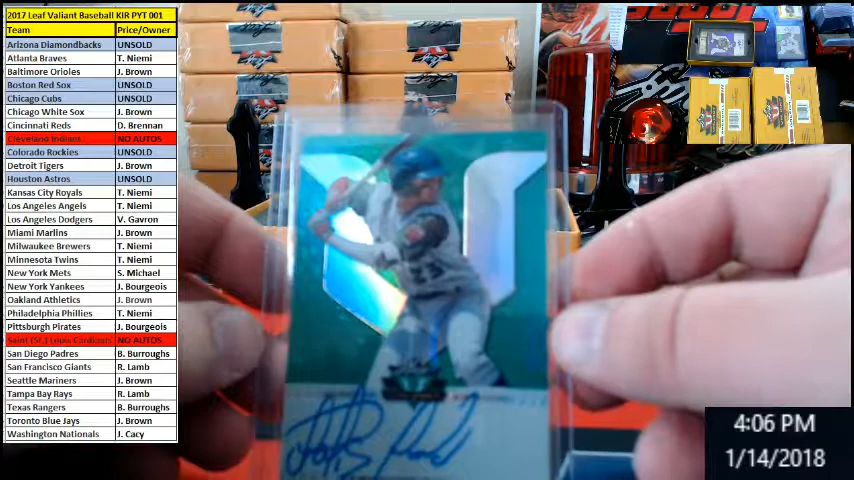 2017 Leaf Valiant Baseball KIR PYT 001
Team Price/Owner
Arizona Diamondbacks UNSOLD
Atlanta Braves T. Niemi
Baltimore Orioles J. Brown
Boston Red Sox UNSOLD
Chicago Cubs UNSOLD
Chicago White Sox J. Brown
Cincinnati Reds D. Brennan
Cleveland Indians NO AUTOS
Colorado Rockies UNSOLD
Detroit Tigers J. Brown
Houston Astros UNSOLD
Kansas City Royals T. Niemi
Los Angeles Angels T. Niemi
Los Angeles Dodgers V. Gavron
Miami Marlins J. Brown
Milwaukee Brewers T. Niemi
Minnesota Twins T. Niemi
New York Mets S. Michael
New York Yankees J. Bourgeois
Oakland Athletics J. Brown
Philadelphia Phillies T. Niemi
Pittsburgh Pirates J. Bourgeois
Saint (St.) Louis Cardinals NO AUTOS
San Diego Padres B. Burroughs
San Francisco Giants R. Lamb
Seattle Mariners J. Brown
Tampa Bay Rays R. Lamb
Texas Rangers B. Burroughs
Toronto Blue Jays J. Brown
Washington Nationals J. Cacy
23
4:06 PM
1/14/2018